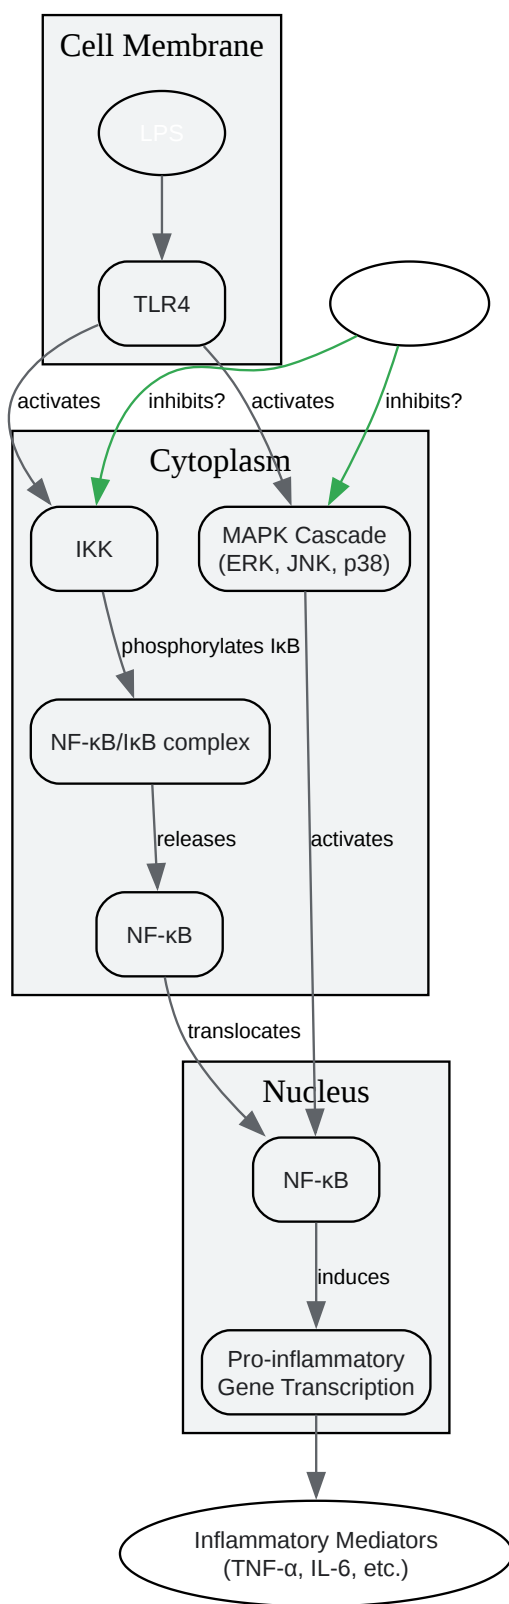 Cell Membrane
LPS
TLR4
activates
inhibits?
activates
inhibits?
Cytoplasm
IKK
MAPK Cascade
(ERK, JNK, p38)
phosphorylates IκB
NF-κB/IκB complex
releases
activates
NF-κB
translocates
Nucleus
NF-κB
induces
Pro-inflammatory
Gene Transcription
Inflammatory Mediators
(TNF-α, IL-6, etc.)